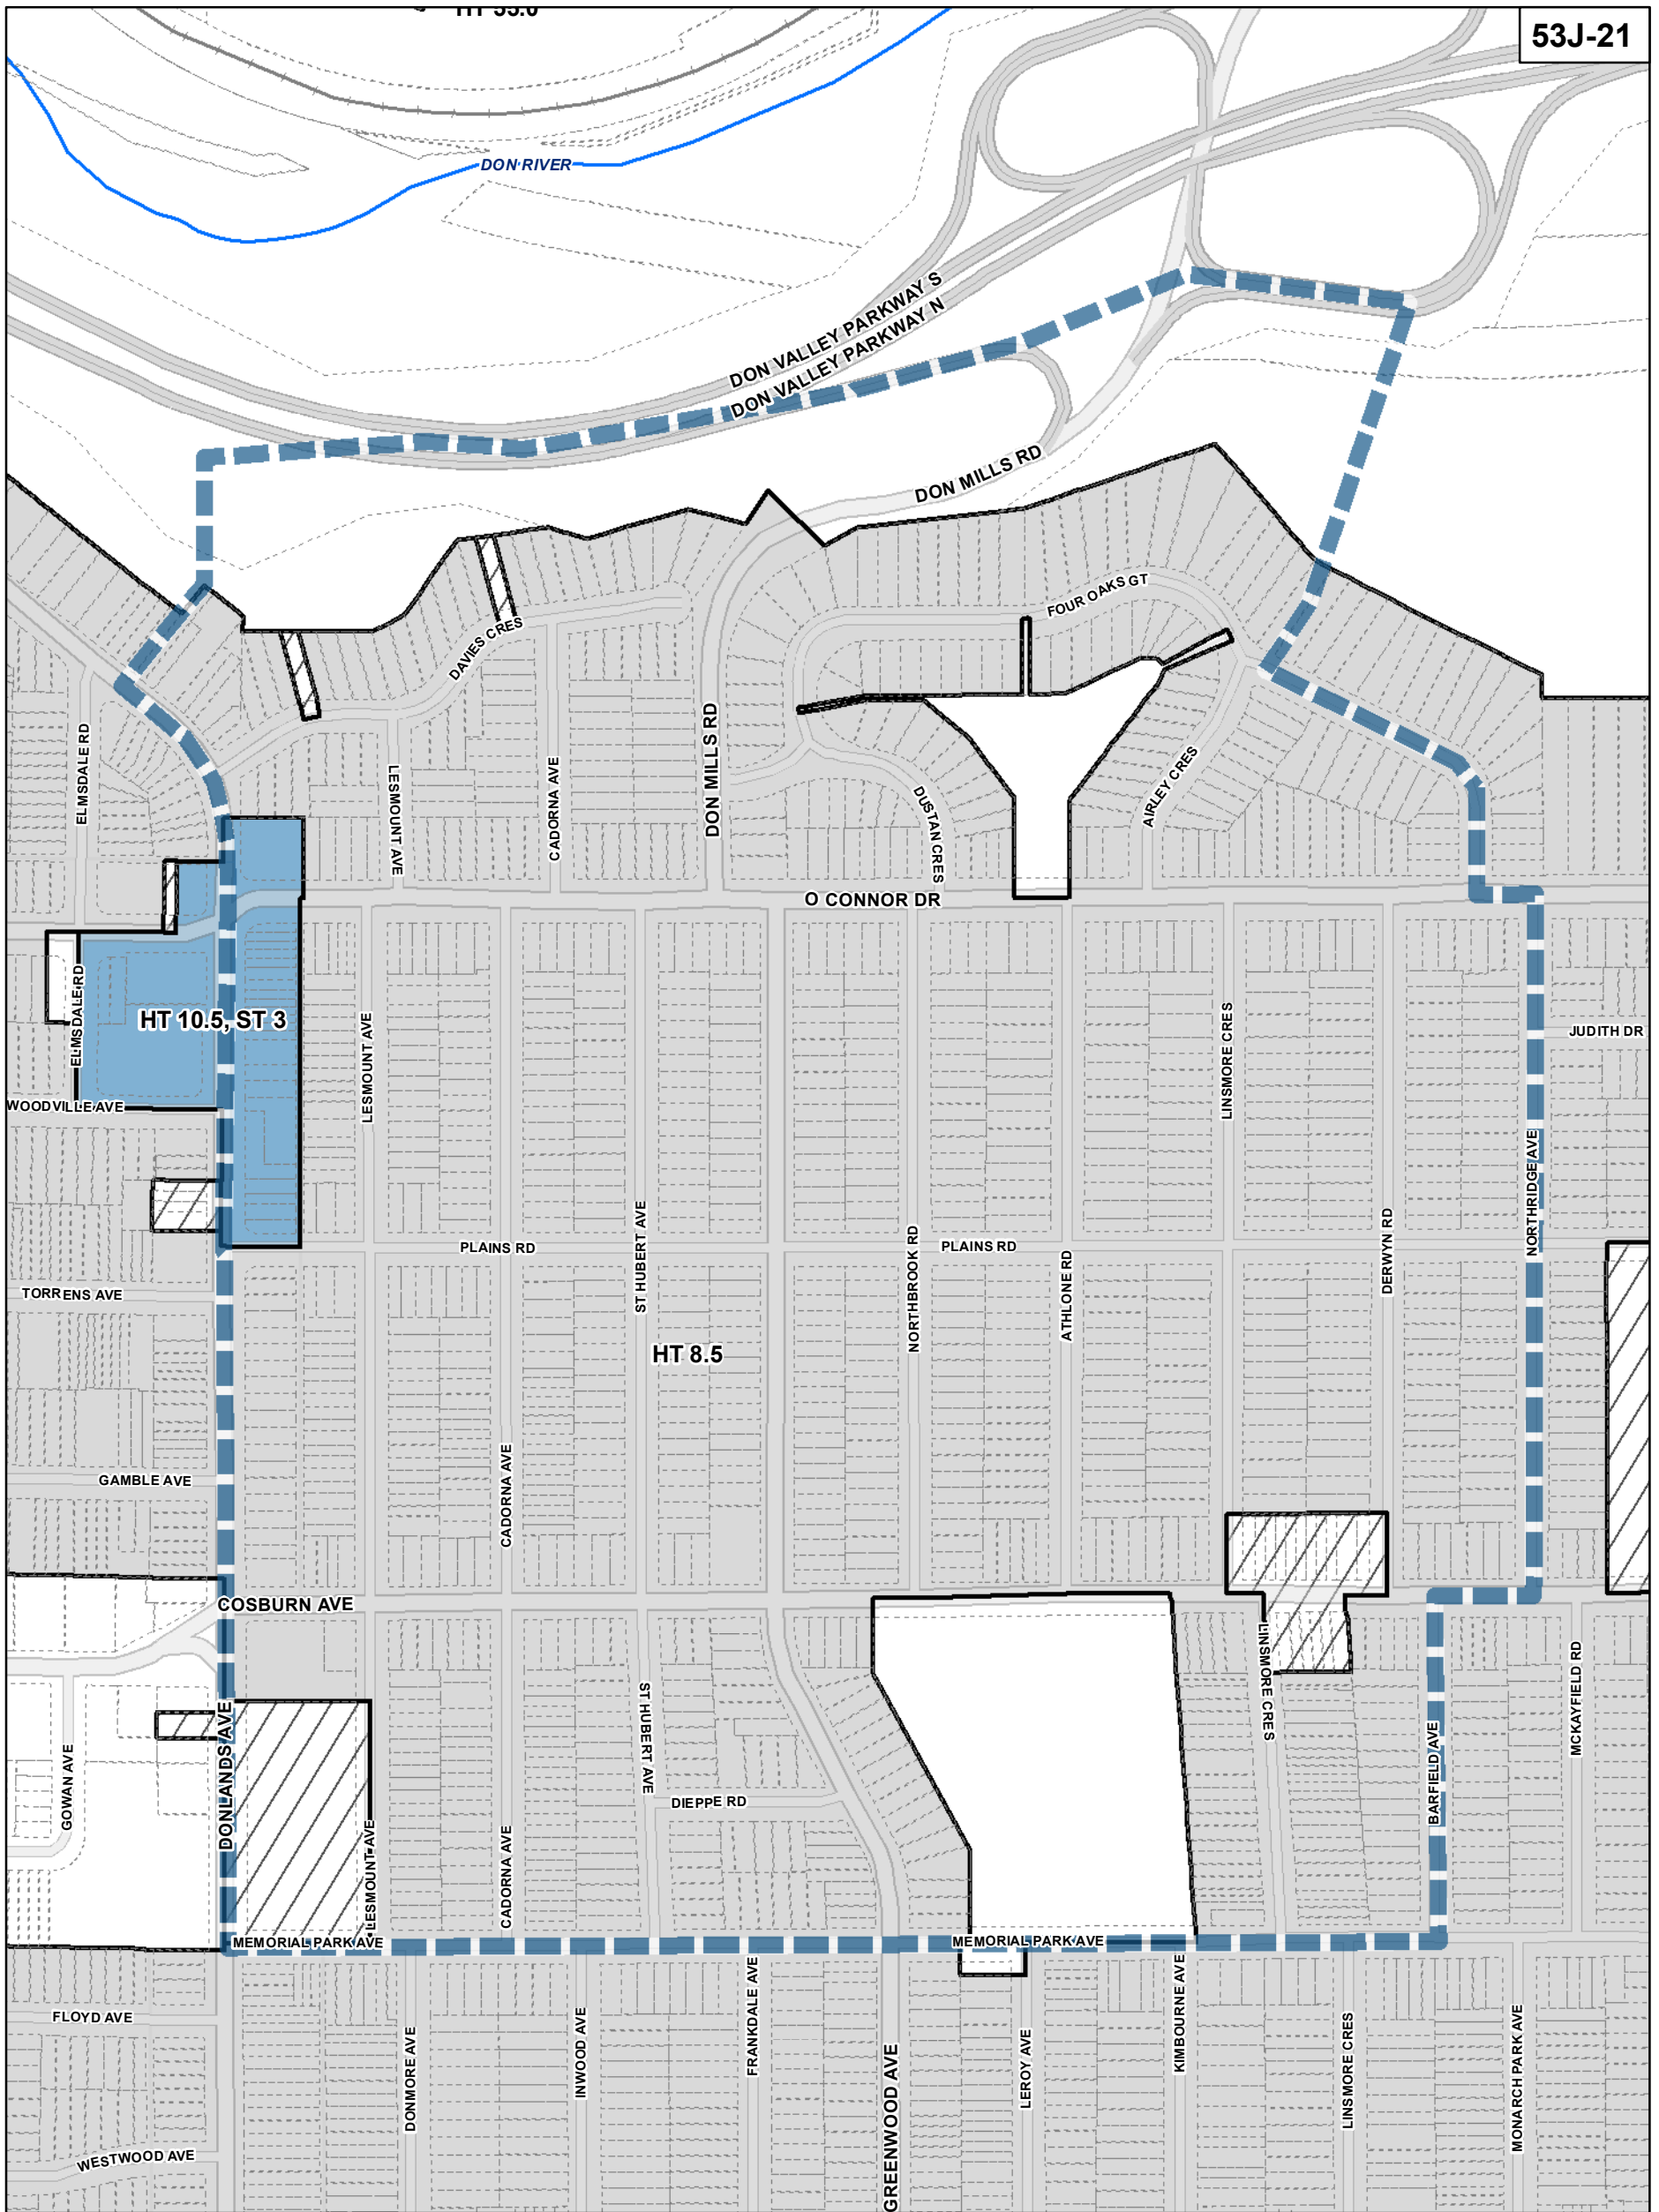 HT 35.0
53J-21
DON RIVER
DON VALLEY PARKWAY S
DON VALLEY PARKWAY N
DON MILLS RD
FOUR OAKS GT
DAVIES CRES
ELMSDALE RD
LESMOUNT AVE
CADORNA AVE
DON MILLS RD
DUSTAN CRES
AIRLEY CRES
O CONNOR DR
ELMSDALE RD
HT 10.5, ST 3
LESMOUNT AVE
LINSMORE CRES
JUDITH DR
WOODVILLE AVE
NORTHRIDGE AVE
ST HUBERT AVE
PLAINS RD
NORTHBROOK RD
PLAINS RD
ATHLONE RD
DERWYN RD
TORRENS AVE
HT 8.5
GAMBLE AVE
CADORNA AVE
COSBURN AVE
LINSMORE CRES
MCKAYFIELD RD
ST HUBERT AVE
GOWAN AVE
DONLANDS AVE
BARFIELD AVE
DIEPPE RD
LESMOUNT AVE
CADORNA AVE
MEMORIAL PARK AVE
MEMORIAL PARK AVE
FLOYD AVE
DONMORE AVE
INWOOD AVE
FRANKDALE AVE
GREENWOOD AVE
LEROY AVE
KIMBOURNE AVE
LINSMORE CRES
MONARCH PARK AVE
WESTWOOD AVE